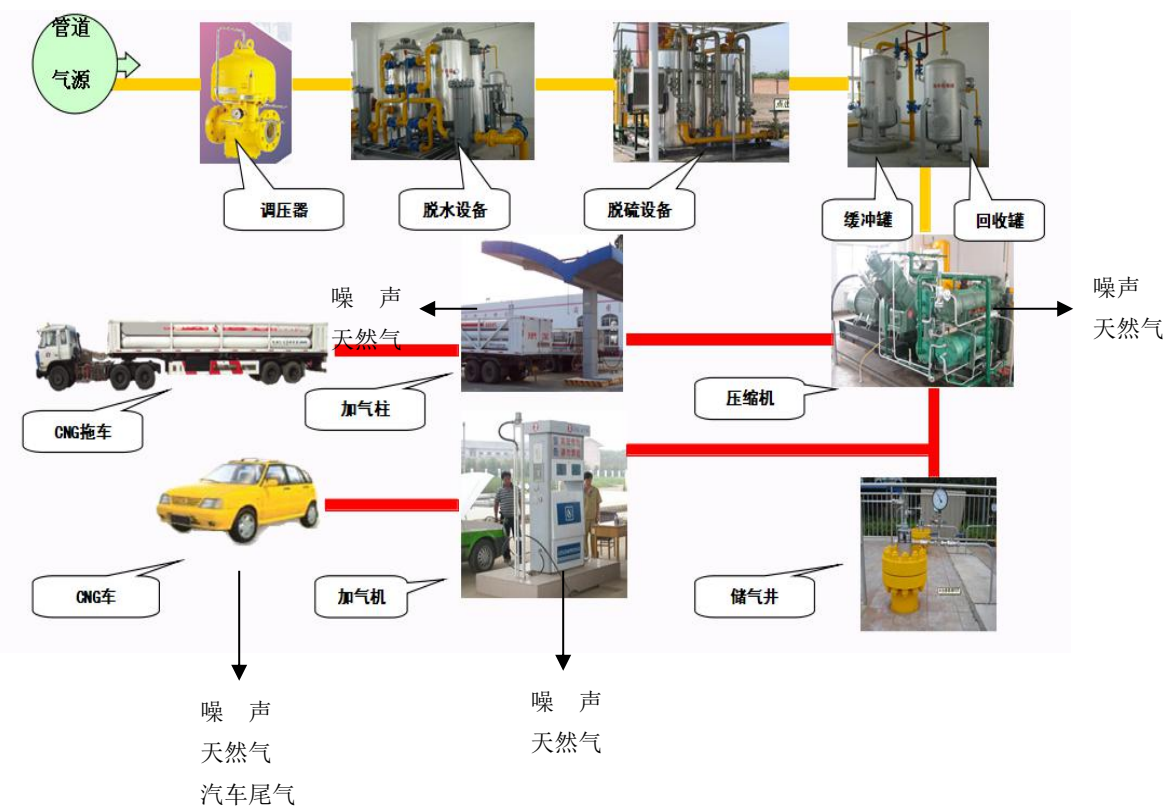 管道
气源
调压器
脱水设备
脱硫设备
缓冲罐
回收罐
噪 声
天然气
噪声
天然气
加气柱
压缩机
CNG拖车
CNG车
加气机
储气井
噪 声
天然气
汽车尾气
噪 声
天然气